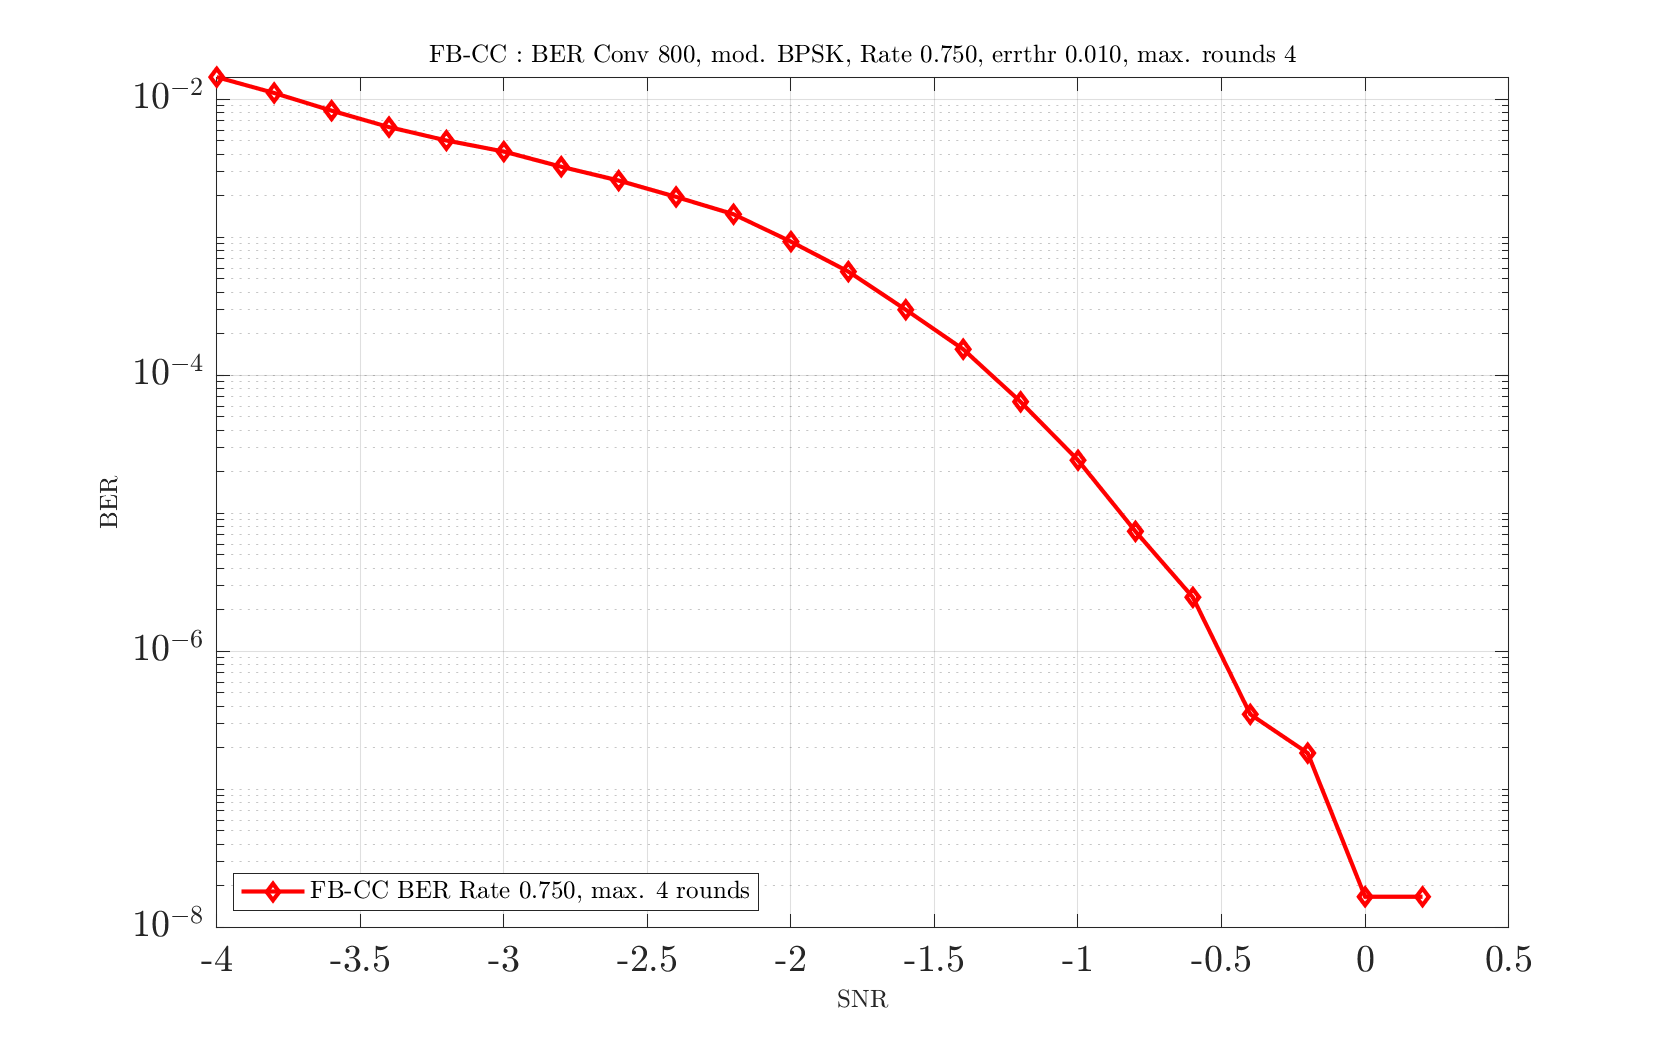 FB-CC : BER Conv 800, mod. BPSK, Rate 0.750, errthr 0.010, max. rounds 4
10⁻²
10⁻⁴
10⁻⁶
10⁻⁸
BER
FB-CC BER Rate 0.750, max. 4 rounds
-4 -3.5 -3 -2.5 -2 -1.5 -1 -0.5 0 0.5
SNR